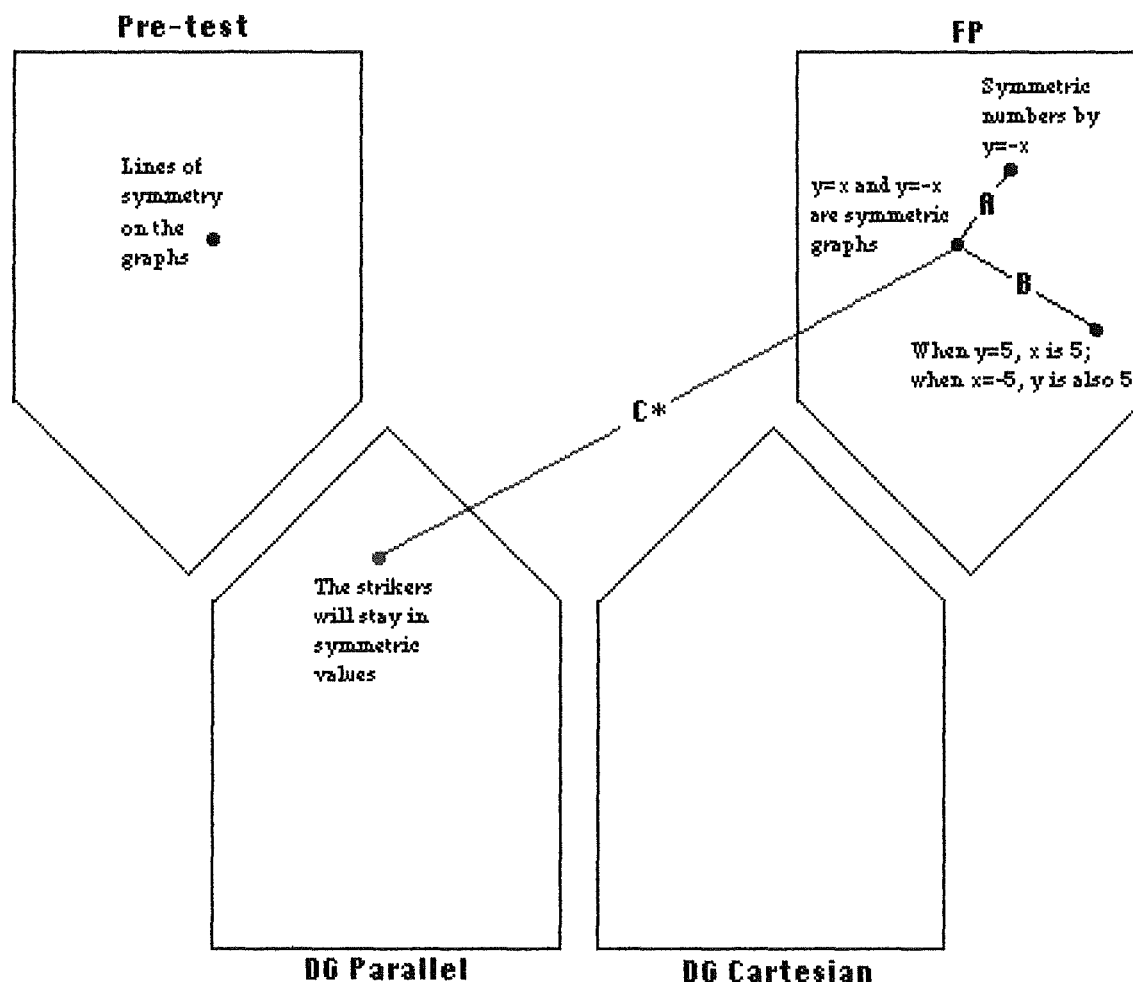 Pre-test
FP
Lines of
symmetry
on the
graphs
Symmetric
numbers by
y=-x
y=x and y=-x
are symmetric
graphs
A
B
When y=5, x is 5;
when x=-5, y is also 5
C*
The strikers
will stay in
symmetric
values
DG Parallel
DG Cartesian